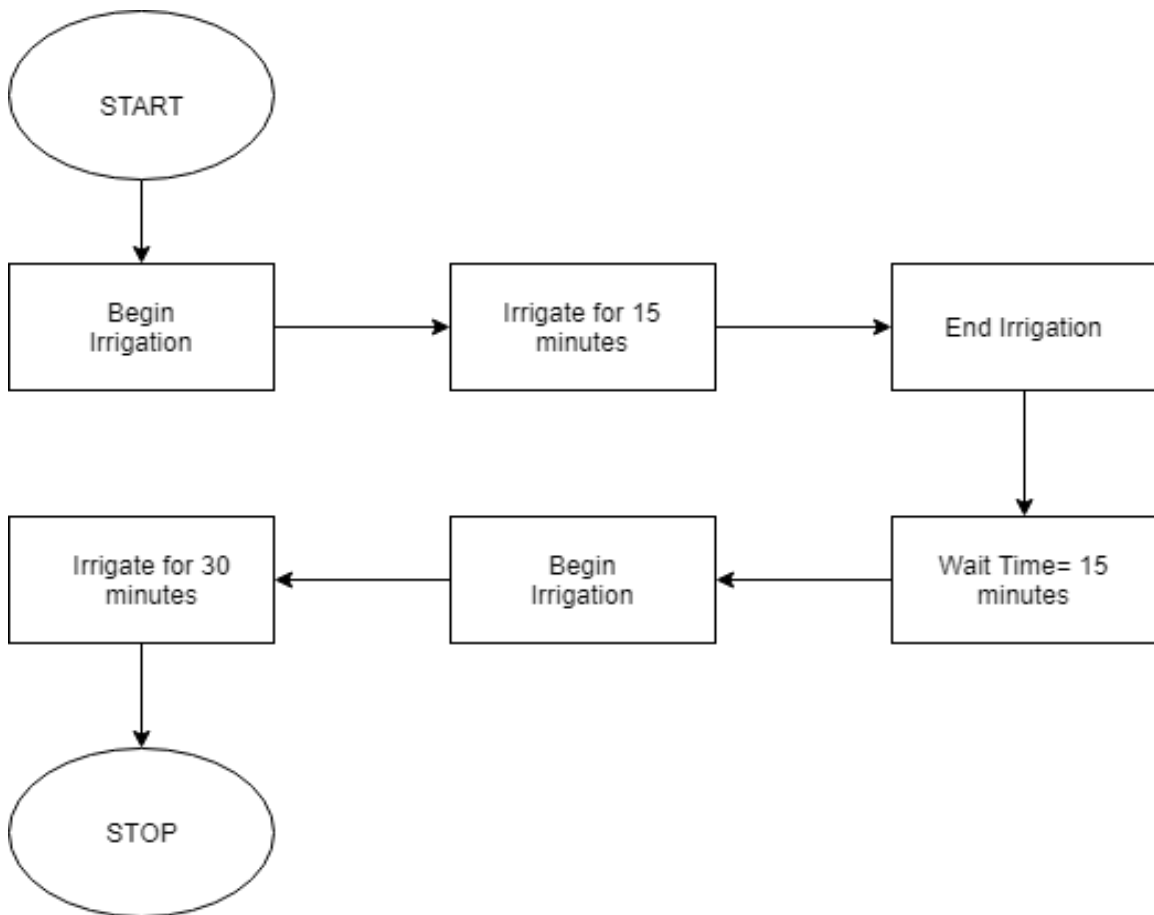 START
Begin
Irrigation
Irrigate for 15
minutes
End Irrigation
Wait Time= 15
minutes
Begin
Irrigation
Irrigate for 30
minutes
STOP